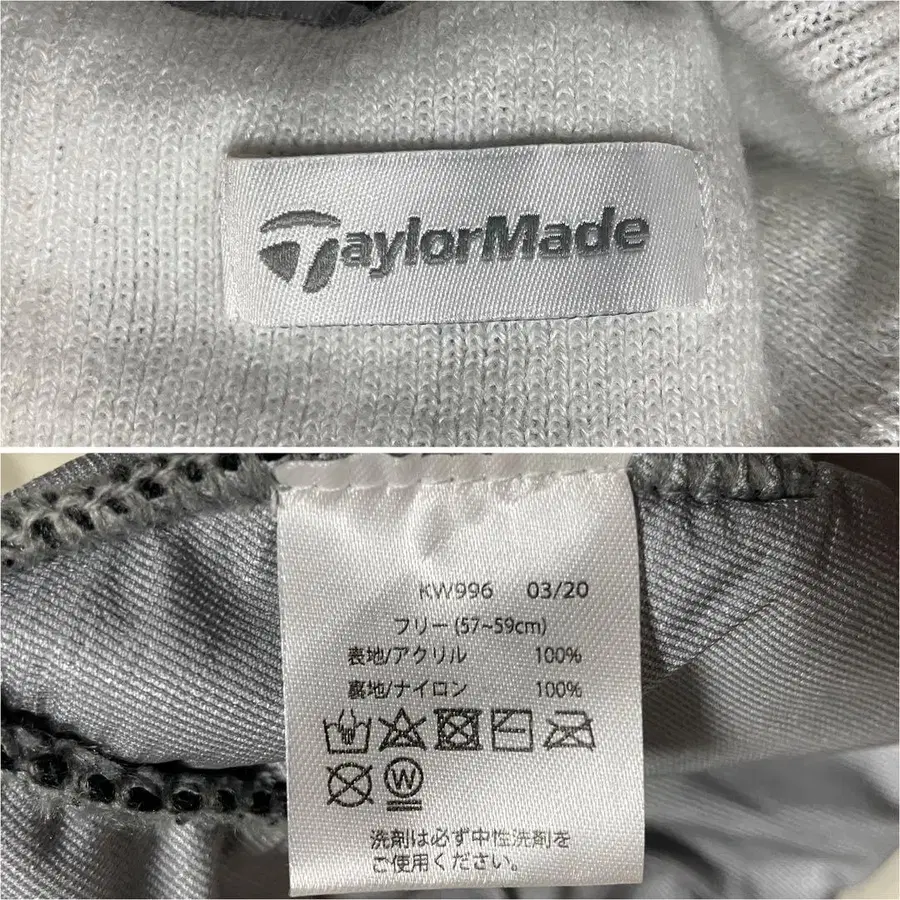 TaylorMade
KW996 03/20
フリー (57~59cm)
表地/アクリル 100%
裏地/ナイロン 100%
W
洗剤は必ず中性洗剤を
ご使用ください。